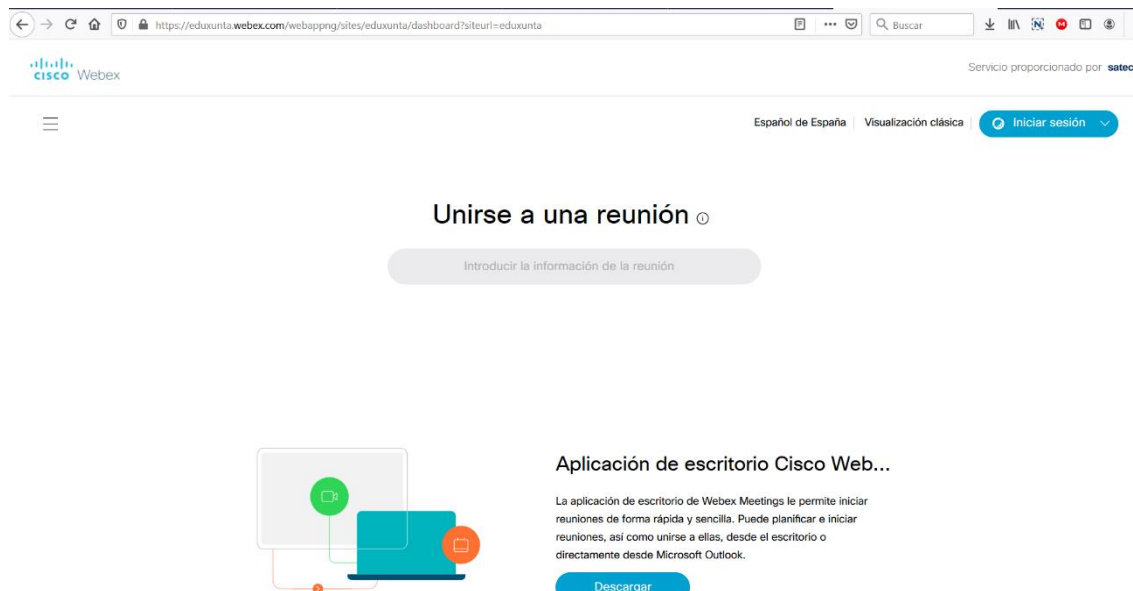 https://eduxunta.webex.com/webappng/sites/eduxunta/dashboard?siteurl=eduxunta
Buscar
cisco Webex
Servicio proporcionado por satec
Español de España
Visualización clásica
Iniciar sesión
Unirse a una reunión
Introducir la información de la reunión
Aplicación de escritorio Cisco Web...
La aplicación de escritorio de Webex Meetings le permite iniciar
reuniones de forma rápida y sencilla. Puede planificar e iniciar
reuniones, así como unirse a ellas, desde el escritorio o
directamente desde Microsoft Outlook.
Descargar